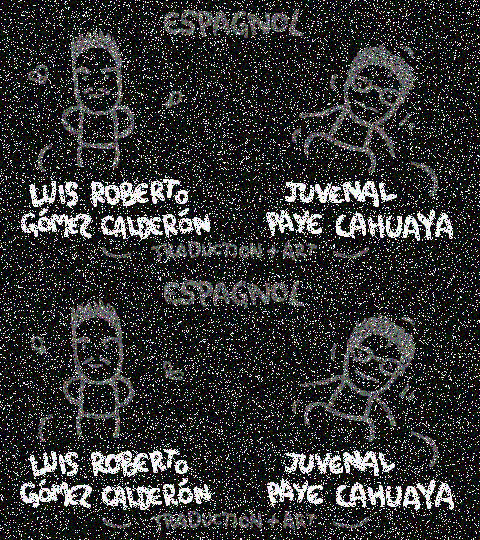 ESPAGNOL
LUIS ROBERTO
GÓMEZ CALDERÓN
JUVENAL
PAYE CAHUAYA
TRADUCTION + ART
ESPAGNOL
LUIS ROBERTO
GÓMEZ CALDERÓN
JUVENAL
PAYE CAHUAYA
TRADUCTION + ART